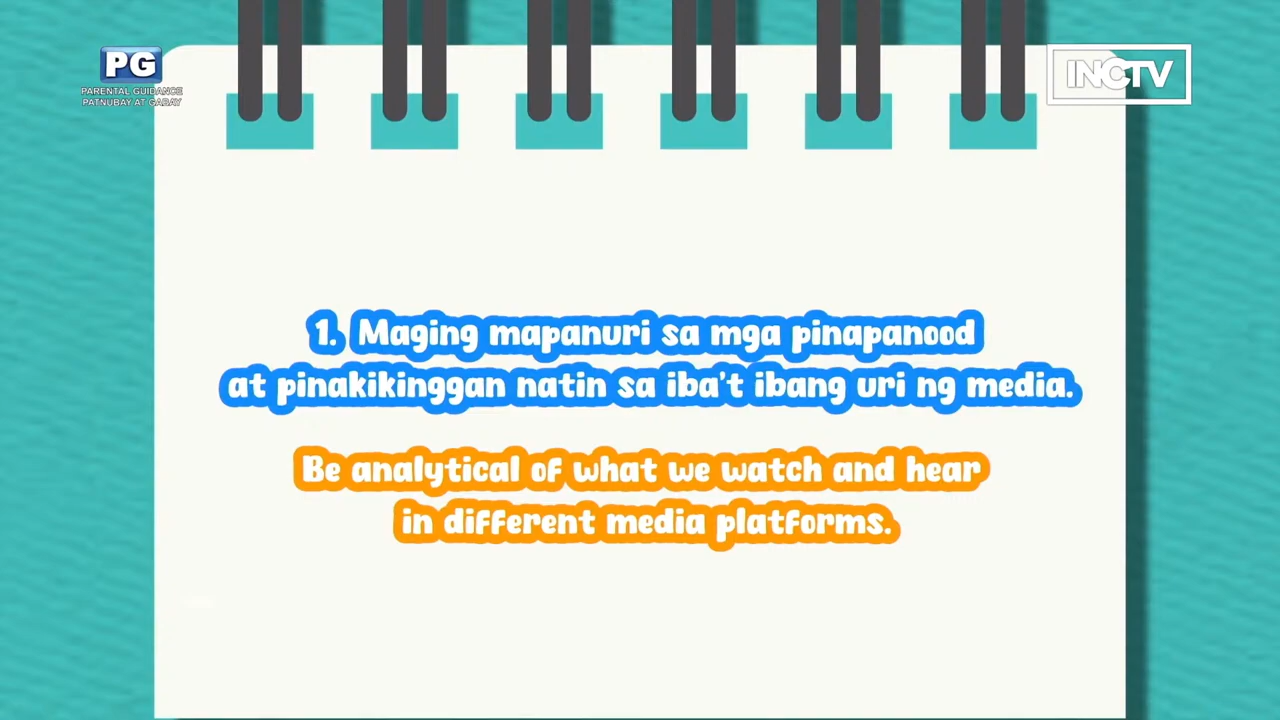 PG
PARENTAL GUIDANCE
PATNUBAY AT GABAY
INCTV
1. Maging mapanuri sa mga pinapanood
at pinakikinggan natin sa iba't ibang uri ng media.
Be analytical of what we watch and hear
in different media platforms.